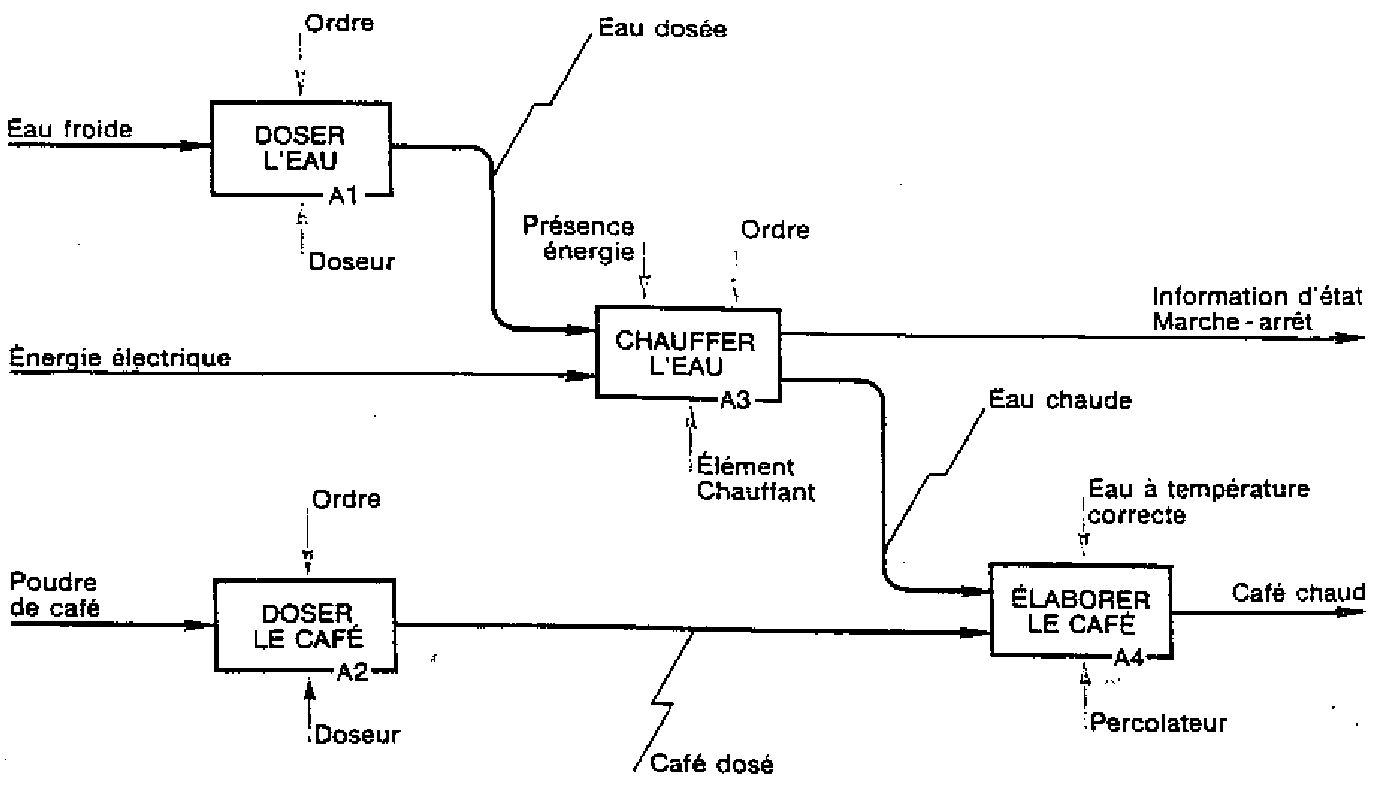 Ordre
Eau dosée
Eau froide
DOSER
L'EAU
A1
Doseur
Présence
énergie
Ordre
Information d'état
Marche - arrêt
CHAUFFER
L'EAU
A3
Énergie électrique
Eau chaude
Élément
Chauffant
Ordre
Eau à température
correcte
Poudre
de café
DOSER
LE CAFÉ
A2
ÉLABORER
LE CAFÉ
A4
Café chaud
Doseur
Percolateur
Café dosé